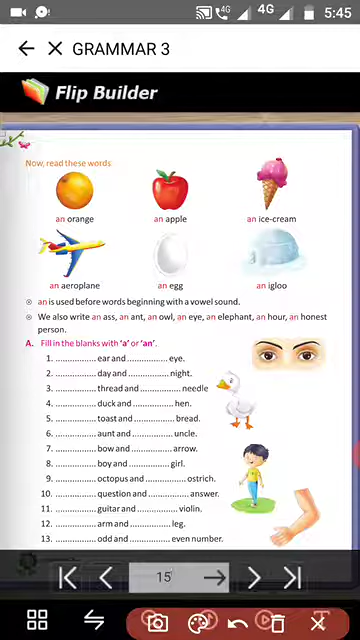 4G
4G
5:45
GRAMMAR 3
Flip Builder
Now, read these words
an orange
an apple
an ice-cream
an aeroplane
an egg
an igloo
an is used before words beginning with a vowel sound.
We also write an ass, an ant, an owl, an eye, an elephant, an hour, an honest
person.
A. Fill in the blanks with 'a' or 'an'.
1. ................. ear and ................. eye.
2. ................. day and ................. night.
3. ................. thread and ................. needle
4. ................. duck and ................. hen.
5. ................. toast and ................. bread.
6. ................. aunt and ................. uncle.
7. ................. bow and ................. arrow.
8. ................. boy and ................. girl.
9. ................. octopus and ................. ostrich.
10. ................. question and ................. answer.
11. ................. guitar and ................. violin.
12. ................. arm and ................. leg.
13. ................. odd and ................. even number.
15